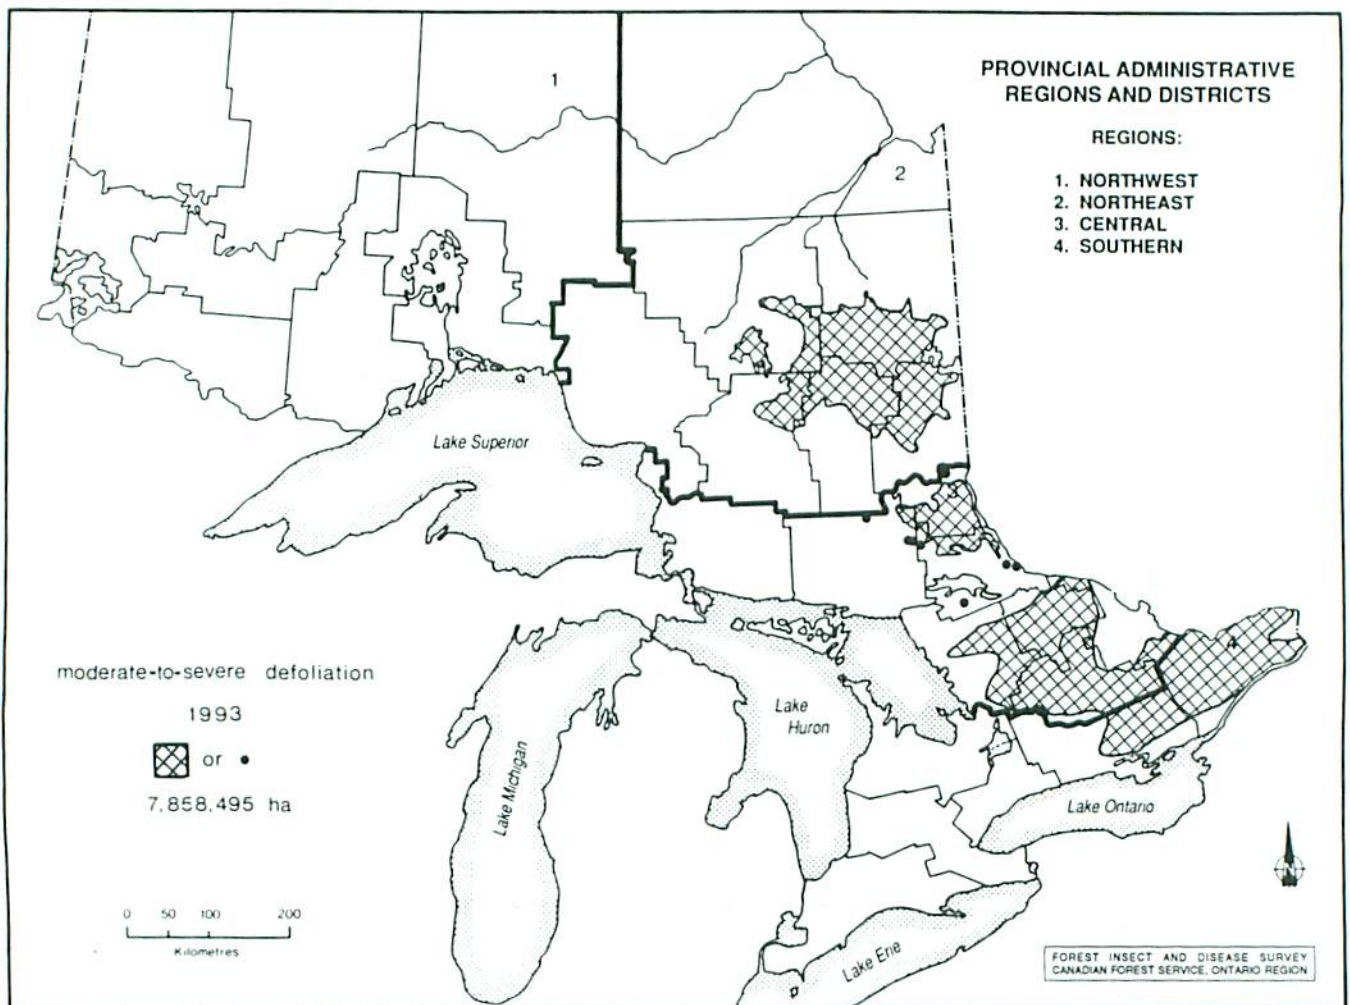 PROVINCIAL ADMINISTRATIVE
REGIONS AND DISTRICTS
REGIONS:
1. NORTHWEST
2. NORTHEAST
3. CENTRAL
4. SOUTHERN
1
2
3
4
Lake Superior
Lake Huron
Lake Michigan
Lake Ontario
Lake Erie
moderate-to-severe defoliation
1993
or
7,858,495 ha
0 50 100 200
Kilometres
N
FOREST INSECT AND DISEASE SURVEY
CANADIAN FOREST SERVICE, ONTARIO REGION